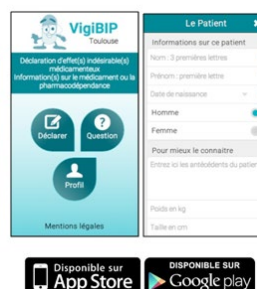 VigiBIP
Toulouse
Déclaration d'effet(s) indésirable(s)
médicamenteux
Information(s) sur le médicament ou la
pharmacodépendance
Déclarer
Question
Profil
Mentions légales
Le Patient
Informations sur ce patient
Nom : 3 premières lettres
Prénom : première lettre
Date de naissance
Homme
Femme
Pour mieux le connaitre
Entrez ici les antécédents du patien
Poids en kg
Taille en cm
Disponible sur
App Store
DISPONIBLE SUR
Google play